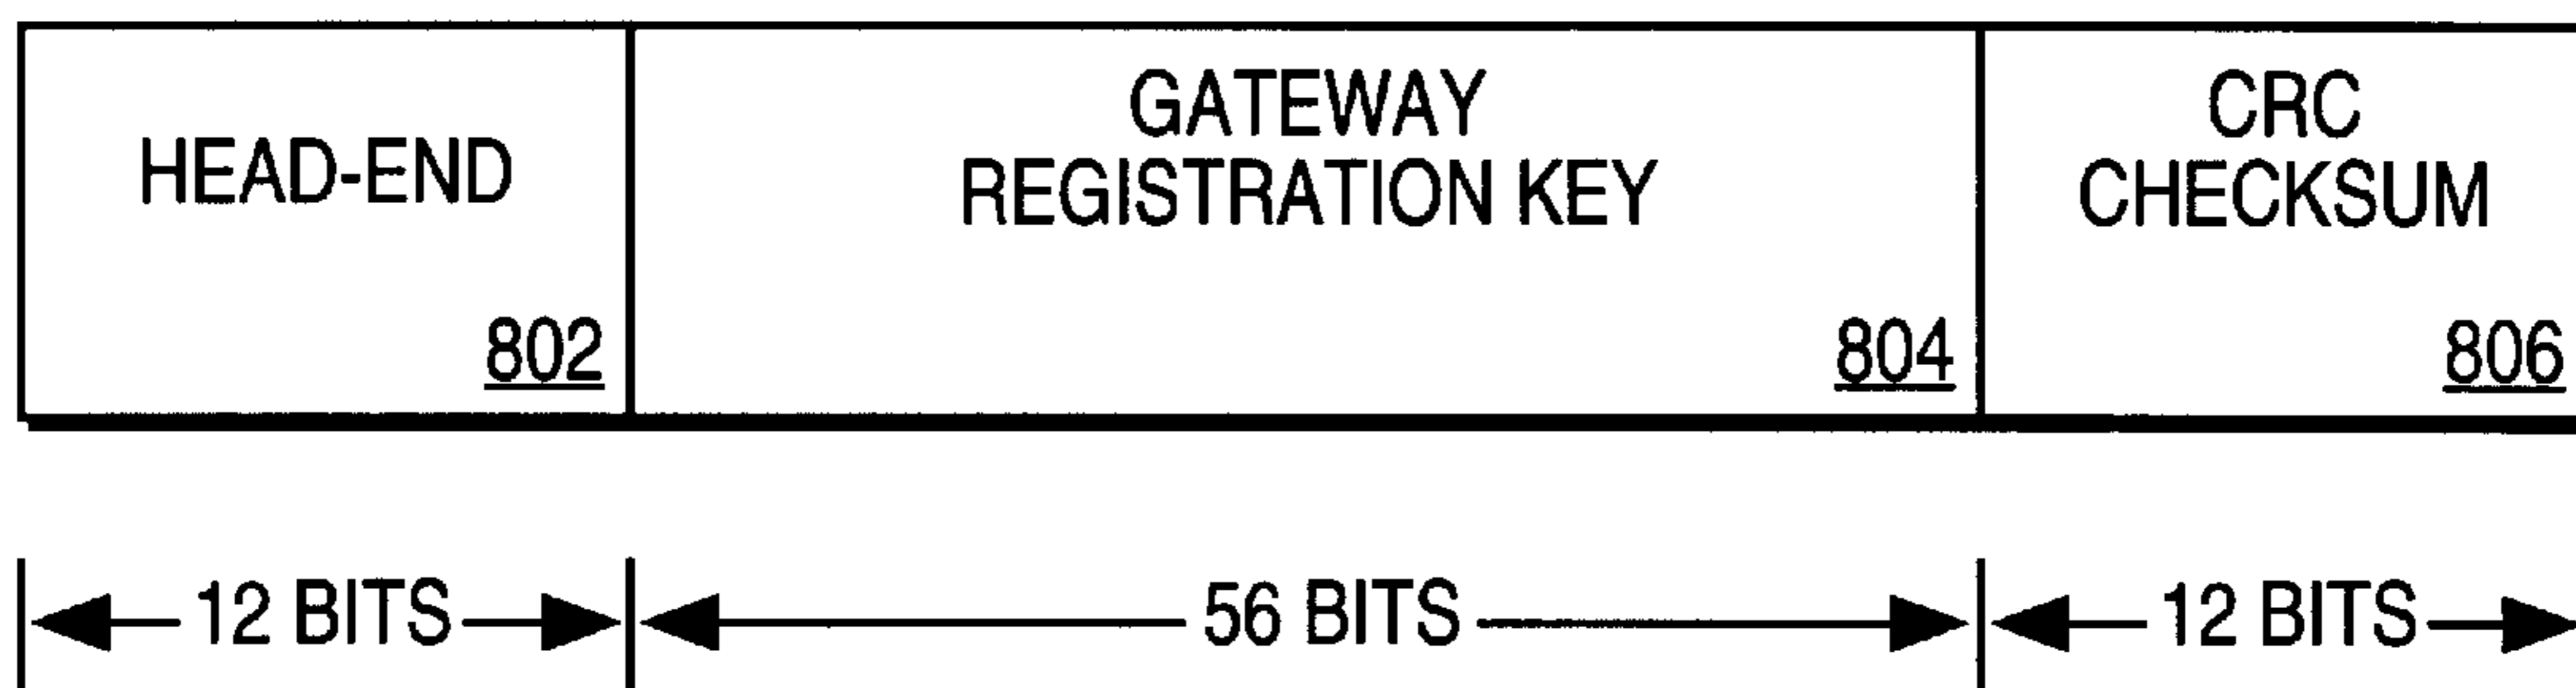 HEAD-END
802
GATEWAY
REGISTRATION KEY
804
CRC
CHECKSUM
806
12 BITS
56 BITS
12 BITS